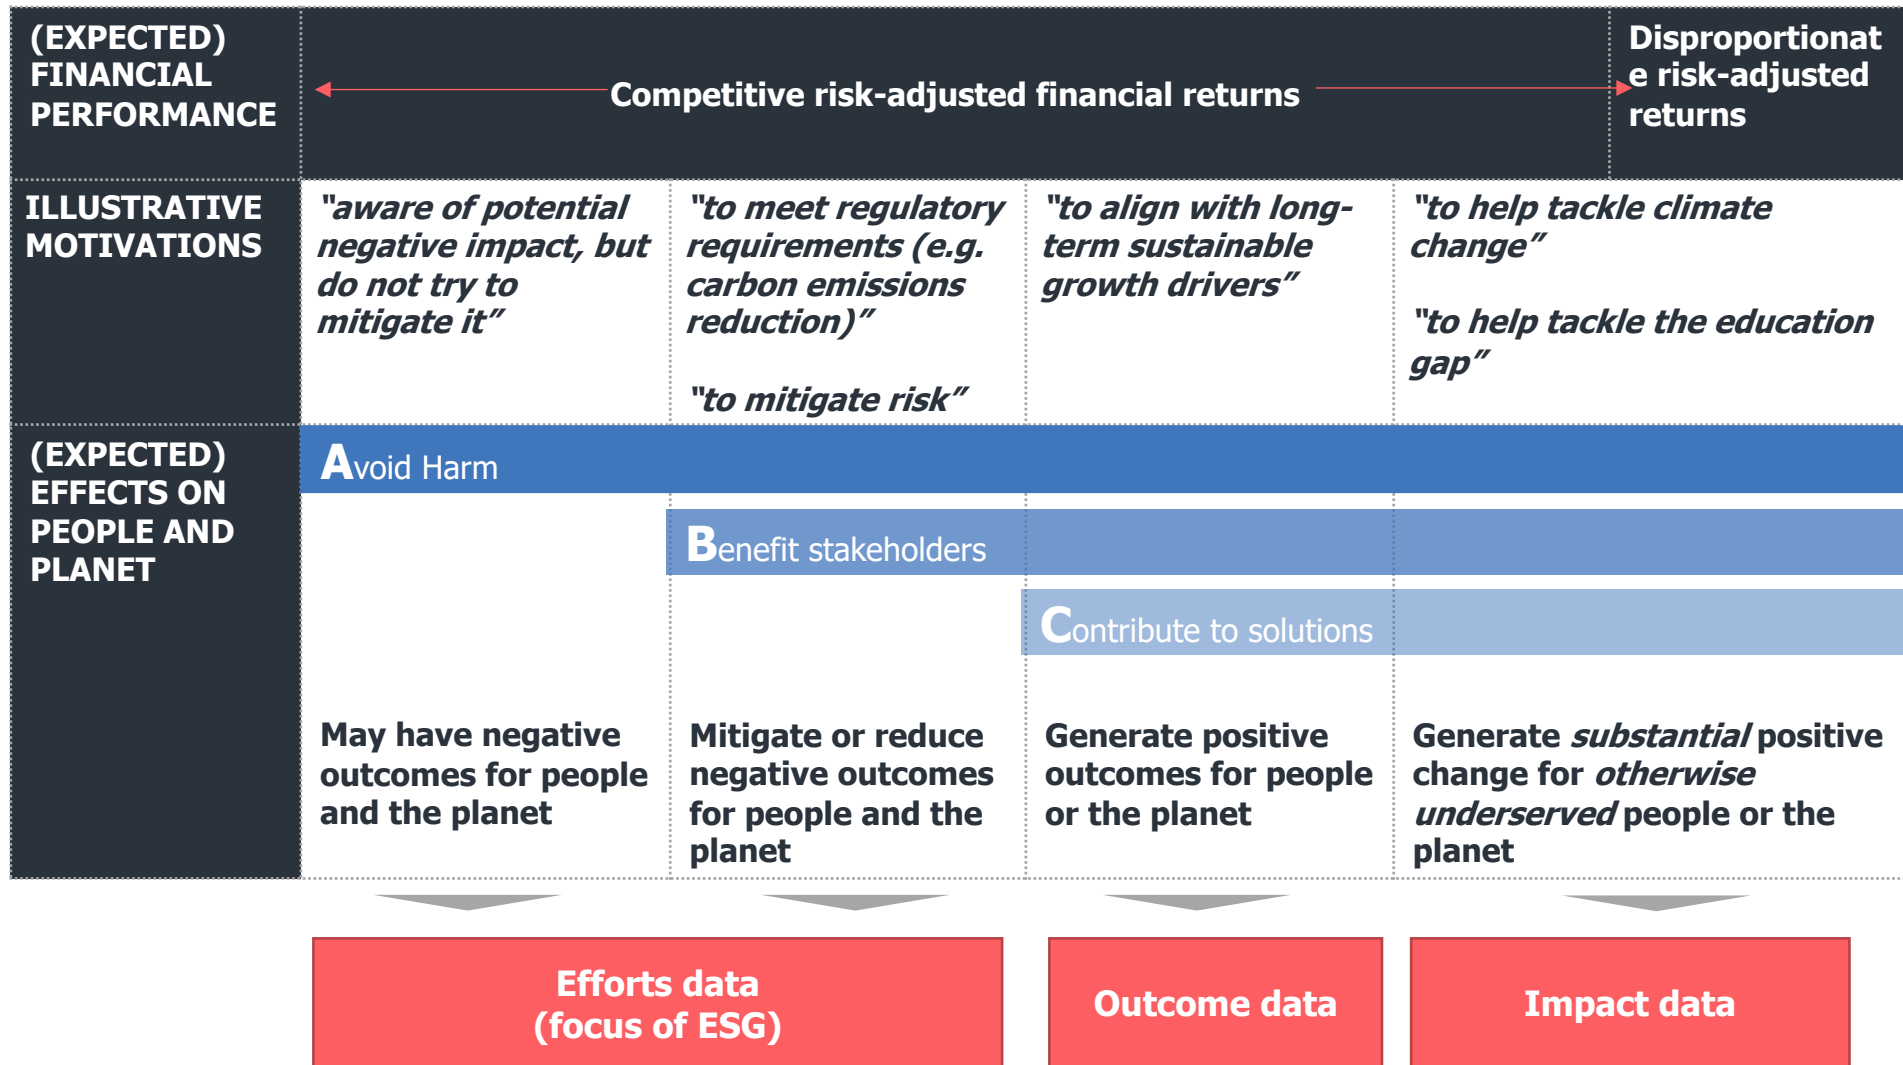 (EXPECTED)
FINANCIAL
PERFORMANCE
Competitive risk-adjusted financial returns
Disproportionat
e risk-adjusted
returns
ILLUSTRATIVE
MOTIVATIONS
“aware of potential
negative impact, but
do not try to
mitigate it”
“to meet regulatory
requirements (e.g.
carbon emissions
reduction)”
“to mitigate risk”
“to align with long-
term sustainable
growth drivers”
“to help tackle climate
change”
“to help tackle the education
gap”
(EXPECTED)
EFFECTS ON
PEOPLE AND
PLANET
Avoid Harm
Benefit stakeholders
Contribute to solutions
May have negative
outcomes for people
and the planet
Mitigate or reduce
negative outcomes
for people and the
planet
Generate positive
outcomes for people
or the planet
Generate substantial positive
change for otherwise
underserved people or the
planet
Efforts data
(focus of ESG)
Outcome data
Impact data